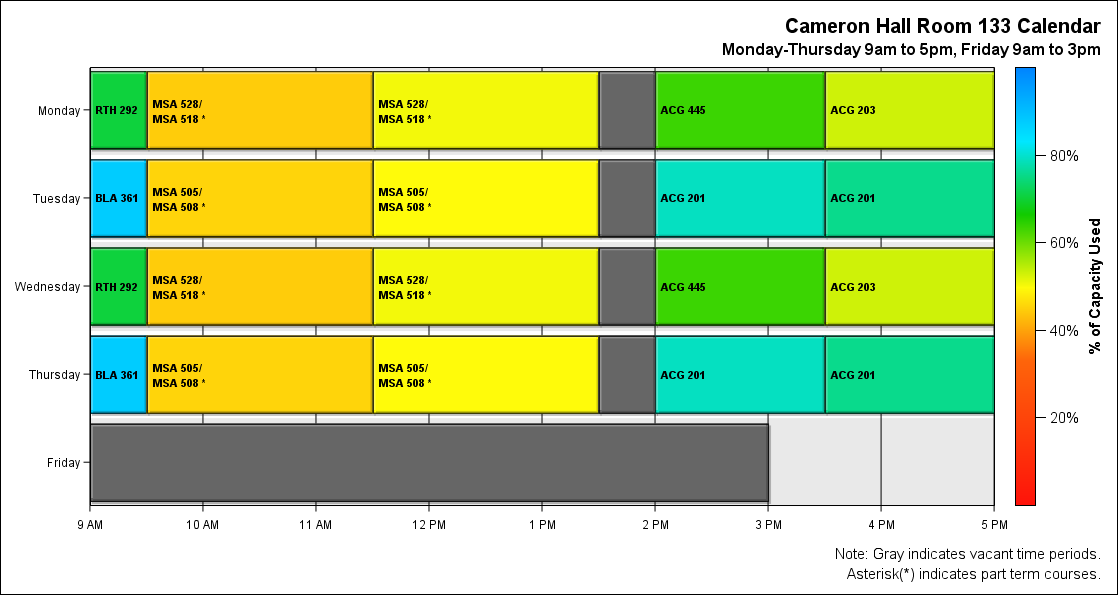 Cameron Hall Room 133 Calendar
Monday-Thursday 9am to 5pm, Friday 9am to 3pm
Monday
RTH 292
MSA 528/
MSA 518 *
MSA 528/
MSA 518 *
ACG 445
ACG 203
Tuesday
BLA 361
MSA 505/
MSA 508 *
MSA 505/
MSA 508 *
ACG 201
ACG 201
Wednesday
RTH 292
MSA 528/
MSA 518 *
MSA 528/
MSA 518 *
ACG 445
ACG 203
Thursday
BLA 361
MSA 505/
MSA 508 *
MSA 505/
MSA 508 *
ACG 201
ACG 201
Friday
9 AM
10 AM
11 AM
12 PM
1 PM
2 PM
3 PM
4 PM
5 PM
80%
60%
40%
20%
% of Capacity Used
Note: Gray indicates vacant time periods.
Asterisk(*) indicates part term courses.